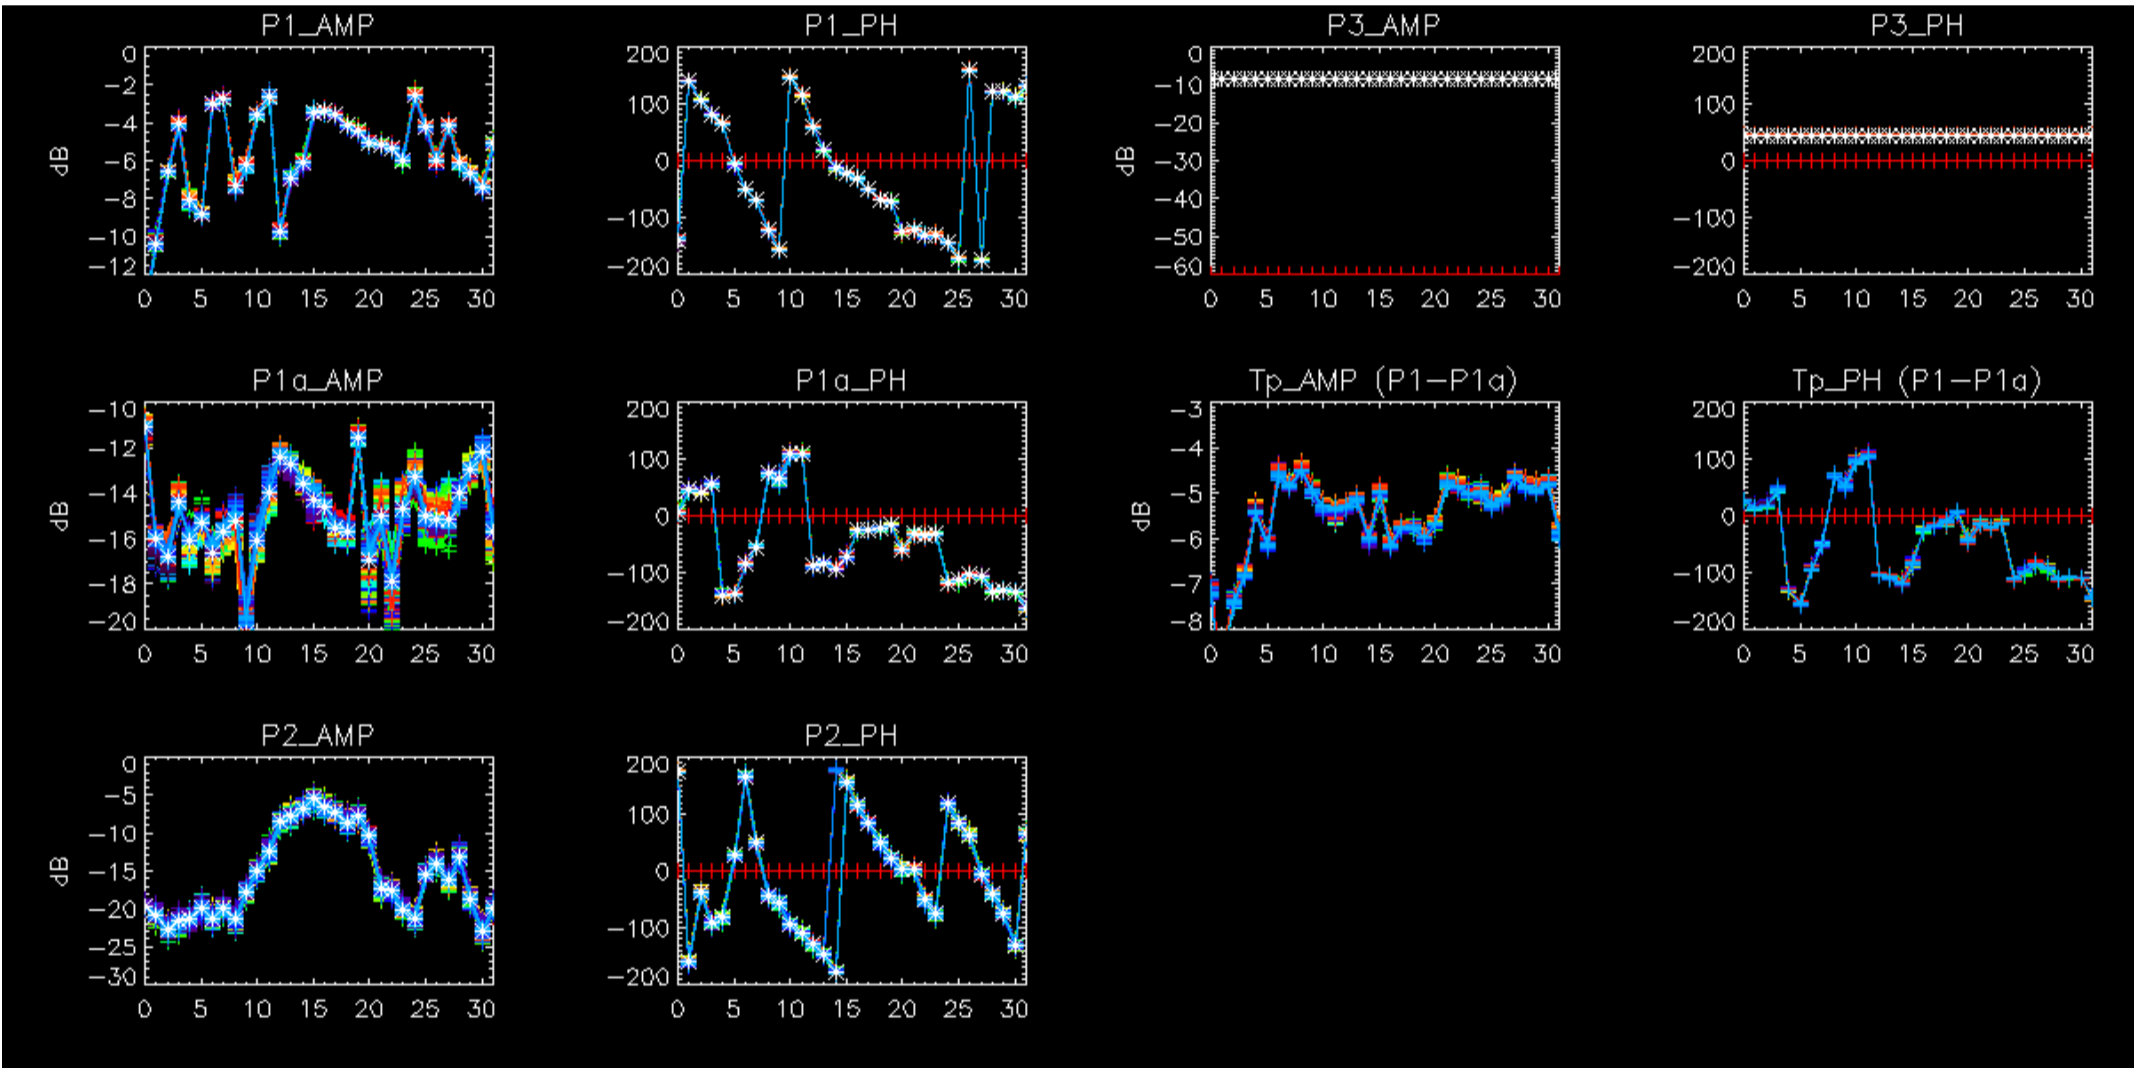 P1_AMP P1_PH P3_AMP P3_PH
0 200 0 200
−2 100 −10 100
−4 0 −20 0
−6 −100 −30 −100
−8 −200 −40 −200
−10 −50
−12 −60
dB dB
0 5 10 15 20 25 30 0 5 10 15 20 25 30 0 5 10 15 20 25 30 0 5 10 15 20 25 30
P1a_AMP P1a_PH Tp_AMP (P1−P1a) Tp_PH (P1−P1a)
−10 200 −3 200
−12 100 −4 100
−14 0 −5 0
−16 −100 −6 −100
−18 −200 −7 −200
−20 −8
dB dB
0 5 10 15 20 25 30 0 5 10 15 20 25 30 0 5 10 15 20 25 30 0 5 10 15 20 25 30
P2_AMP P2_PH
0 200
−5 100
−10 0
−15 −100
−20 −200
−25
−30
dB
0 5 10 15 20 25 30 0 5 10 15 20 25 30